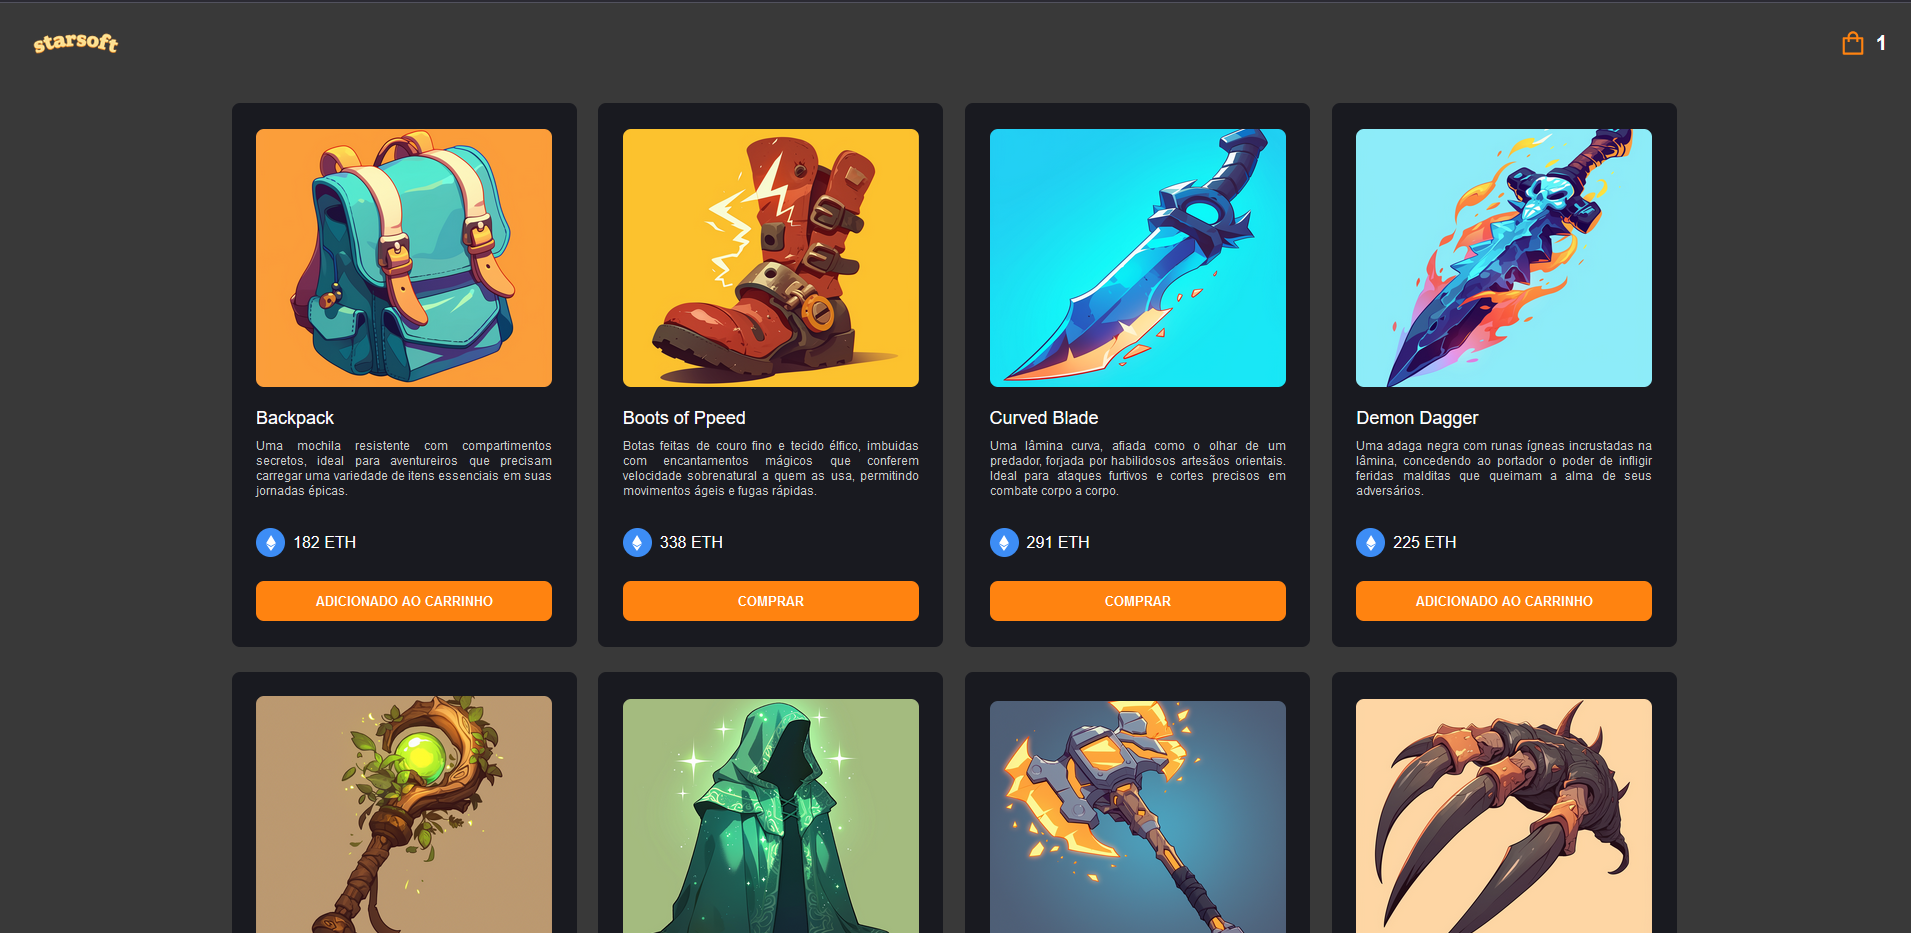 starsoft
1
Backpack
Uma mochila resistente com compartimentos
secretos, ideal para aventureiros que precisam
carregar uma variedade de itens essenciais em suas
jornadas épicas.
182 ETH
ADICIONADO AO CARRINHO
Boots of Ppeed
Botas feitas de couro fino e tecido élfico, imbuidas
com encantamentos mágicos que conferem
velocidade sobrenatural a quem as usa, permitindo
movimentos ágeis e fugas rápidas.
338 ETH
COMPRAR
Curved Blade
Uma lâmina curva, afiada como o olhar de um
predador, forjada por habilidosos artesãos orientais.
Ideal para ataques furtivos e cortes precisos em
combate corpo a corpo.
291 ETH
COMPRAR
Demon Dagger
Uma adaga negra com runas ígneas incrustadas na
lâmina, concedendo ao portador o poder de infligir
feridas malditas que queimam a alma de seus
adversários.
225 ETH
ADICIONADO AO CARRINHO